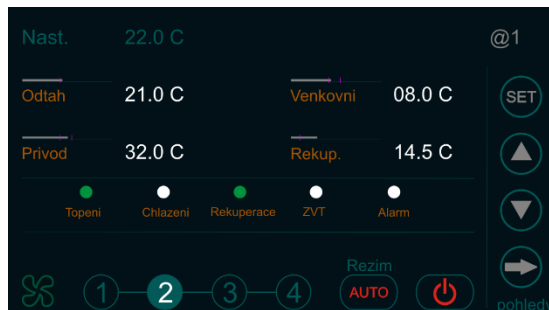 Nast. 22.0 C @1
Odtah 21.0 C Venkovni 08.0 C SET
Privod 32.0 C Rekup. 14.5 C
Topeni Chlazeni Rekuperace ZVT Alarm
Rezim
1 2 3 4 AUTO
pohledy